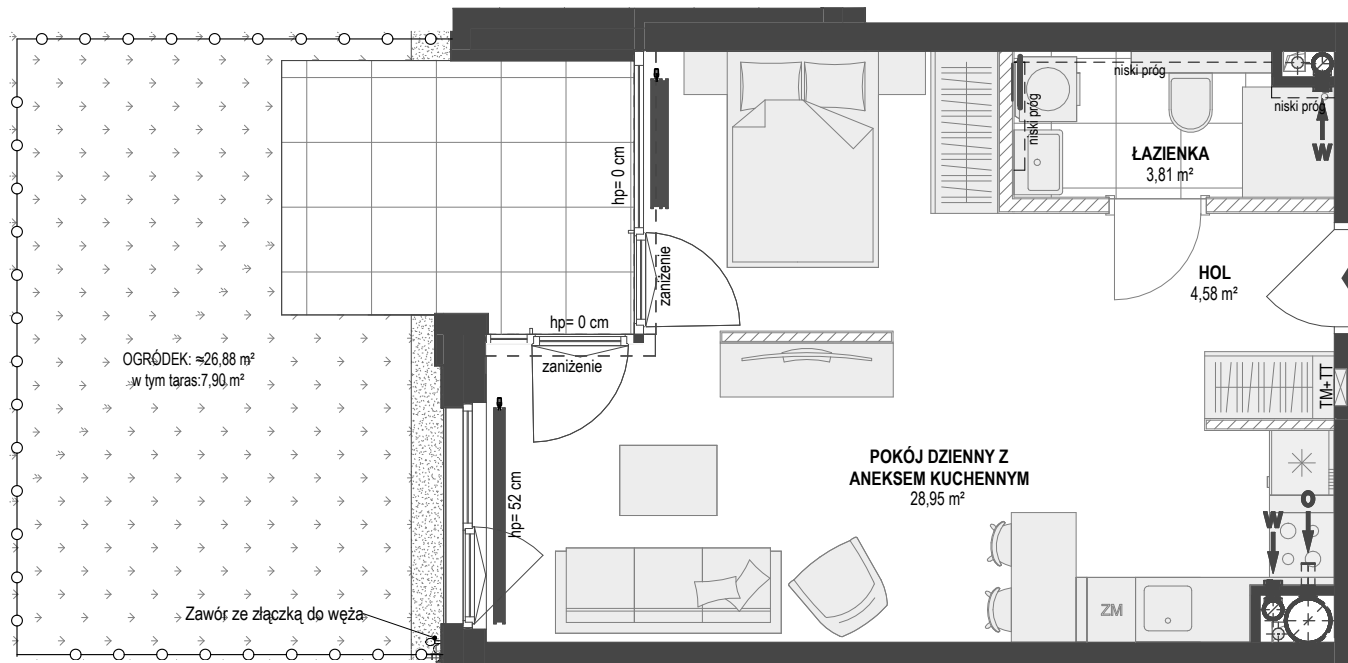 niski próg
niski próg
niski próg
W
ŁAZIENKA
3,81 m²
hp= 0 cm
zaniżenie
HOL
4,58 m²
hp= 0 cm
zaniżenie
OGRÓDEK: ≈26,88 m²
w tym taras:7,90 m²
TM+TT
POKÓJ DZIENNY Z
ANEKSEM KUCHENNYM
28,95 m²
hp= 52 cm
W
O
ZM
Zawór ze złączką do węża